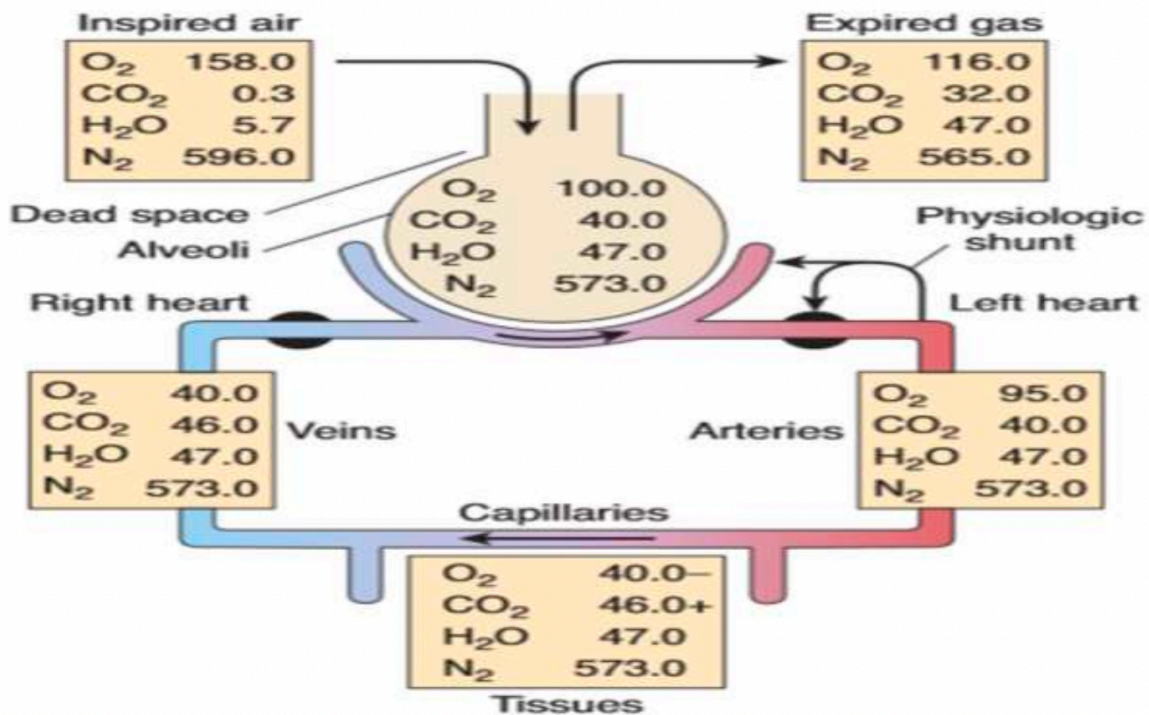 Inspired air
O₂ 158.0
CO₂ 0.3
H₂O 5.7
N₂ 596.0
Expired gas
O₂ 116.0
CO₂ 32.0
H₂O 47.0
N₂ 565.0
Dead space
Alveoli
O₂ 100.0
CO₂ 40.0
H₂O 47.0
N₂ 573.0
Physiologic
shunt
Right heart
Left heart
O₂ 40.0
CO₂ 46.0
H₂O 47.0
N₂ 573.0
Veins
Arteries
O₂ 95.0
CO₂ 40.0
H₂O 47.0
N₂ 573.0
Capillaries
O₂ 40.0−
CO₂ 46.0+
H₂O 47.0
N₂ 573.0
Tissues